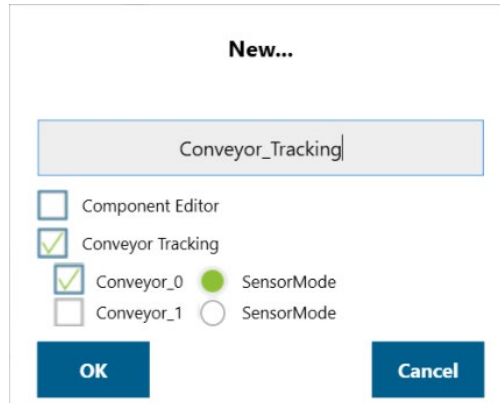 New...
Conveyor_Tracking
Component Editor
Conveyor Tracking
Conveyor_0 SensorMode
Conveyor_1 SensorMode
OK Cancel